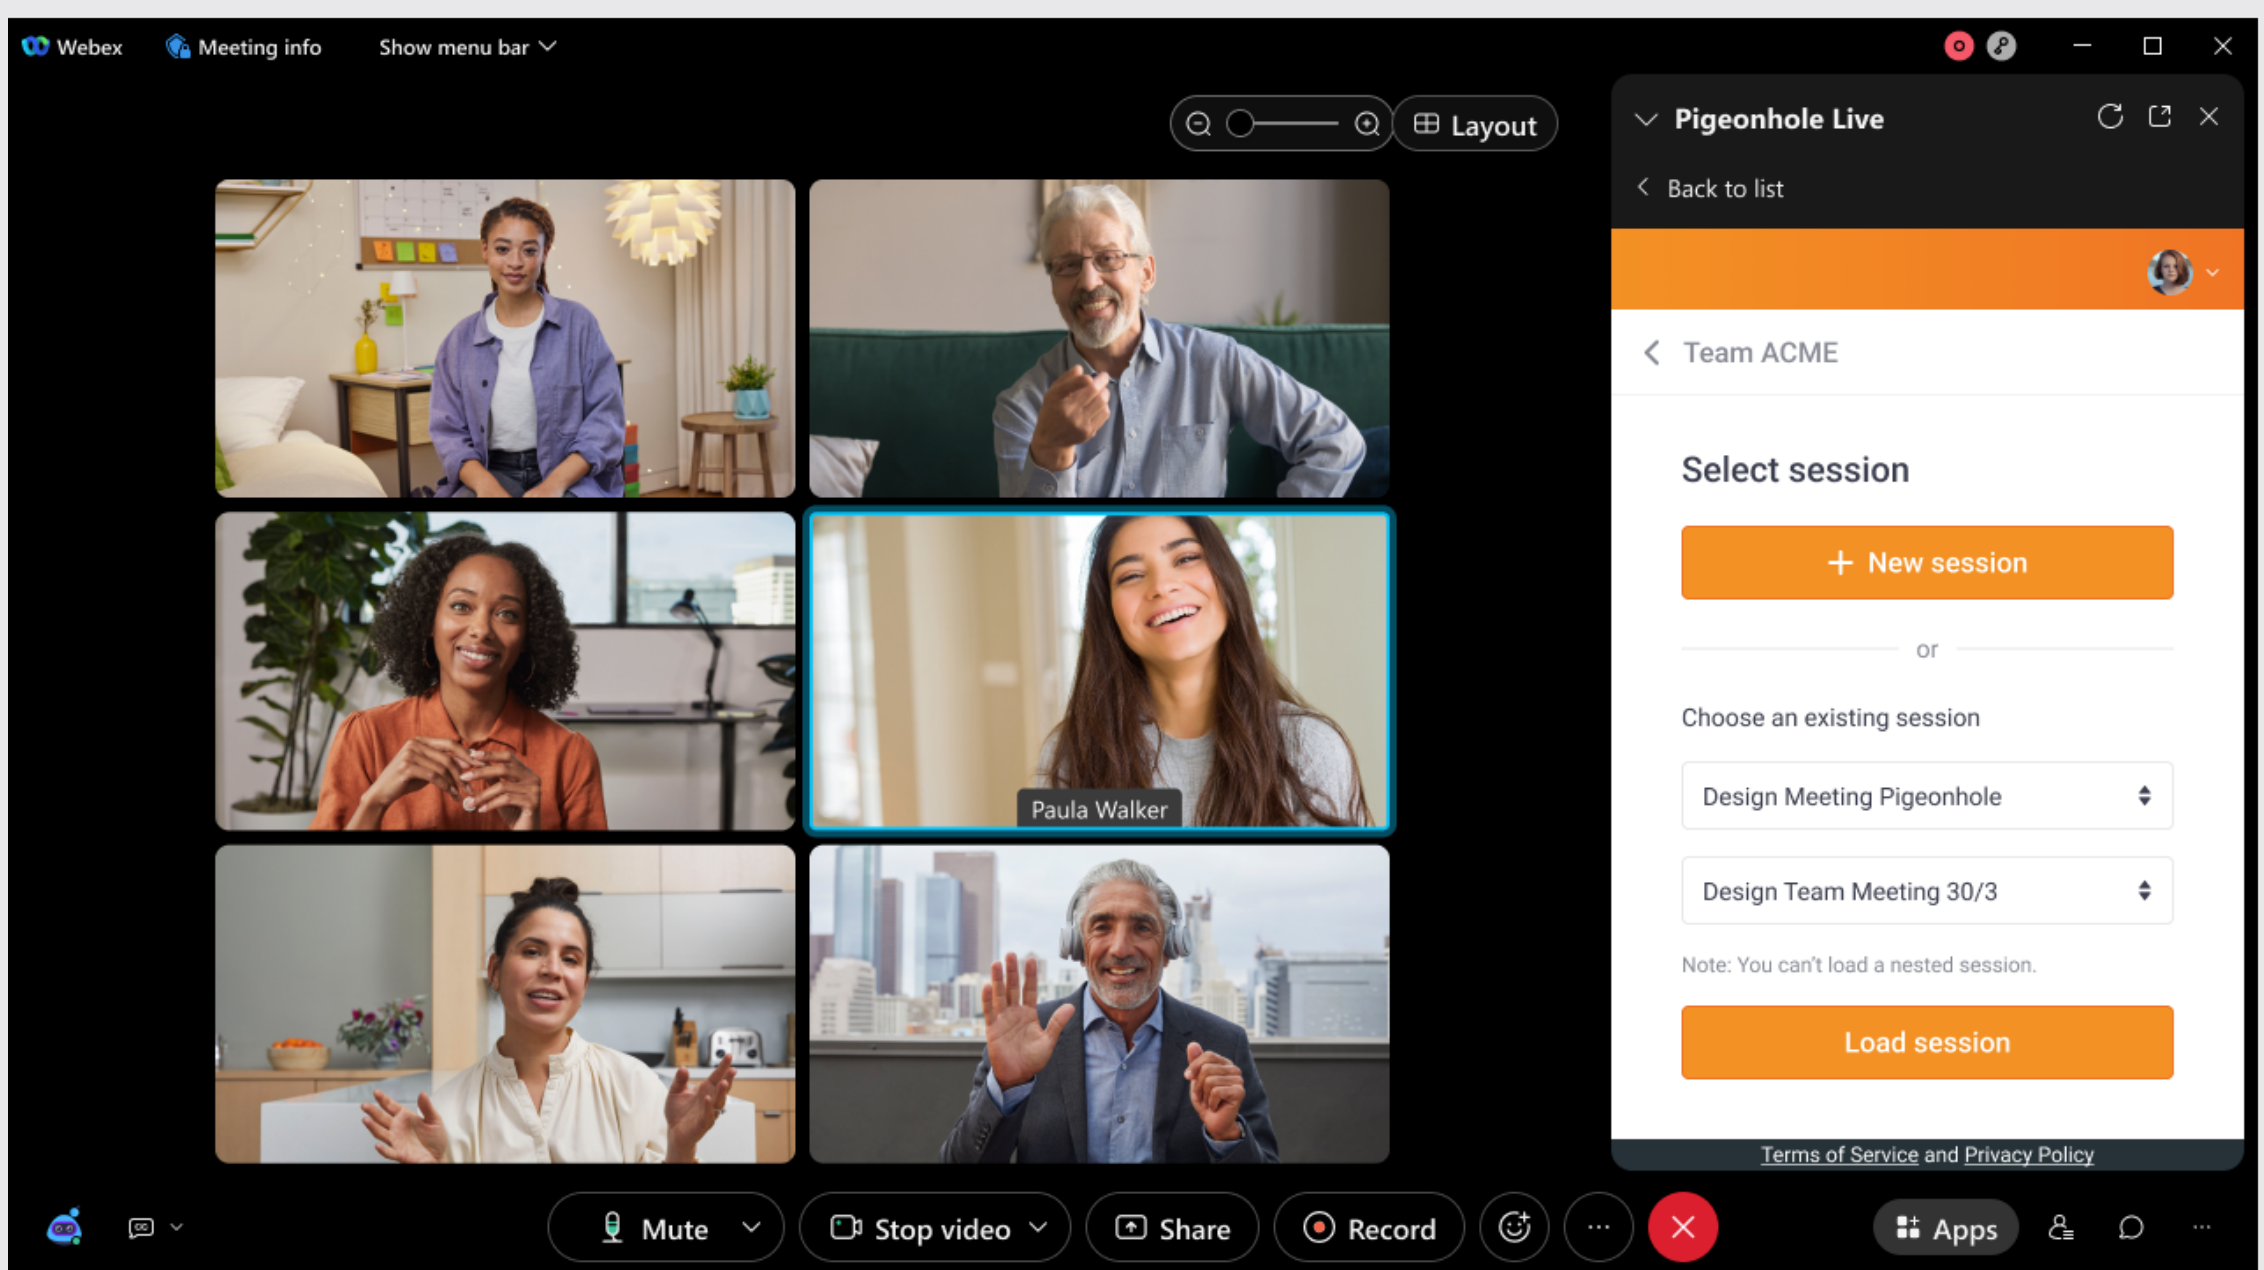 Webex
Meeting info
Show menu bar
Layout
Pigeonhole Live
Back to list
Team ACME
Select session
+ New session
or
Choose an existing session
Design Meeting Pigeonhole
Design Team Meeting 30/3
Note: You can't load a nested session.
Load session
Terms of Service and Privacy Policy
Paula Walker
CC
Mute
Stop video
Share
Record
Apps